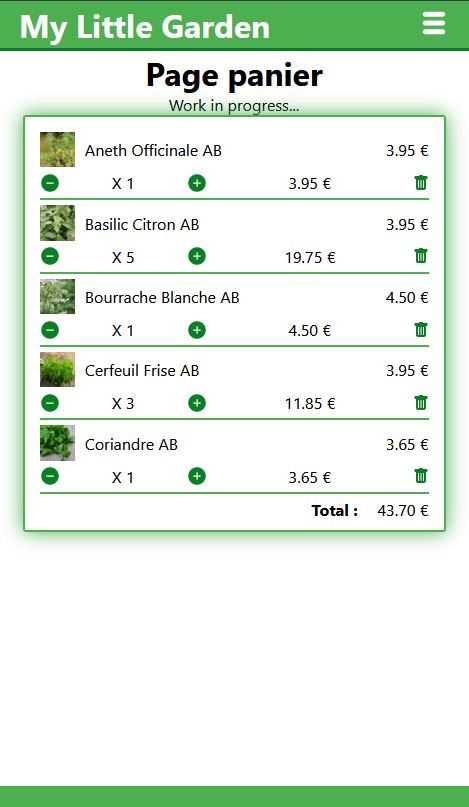 My Little Garden
Page panier
Work in progress...
Aneth Officinale AB 3.95 €
X 1 3.95 €
Basilic Citron AB 3.95 €
X 5 19.75 €
Bourrache Blanche AB 4.50 €
X 1 4.50 €
Cerfeuil Frise AB 3.95 €
X 3 11.85 €
Coriandre AB 3.65 €
X 1 3.65 €
Total : 43.70 €